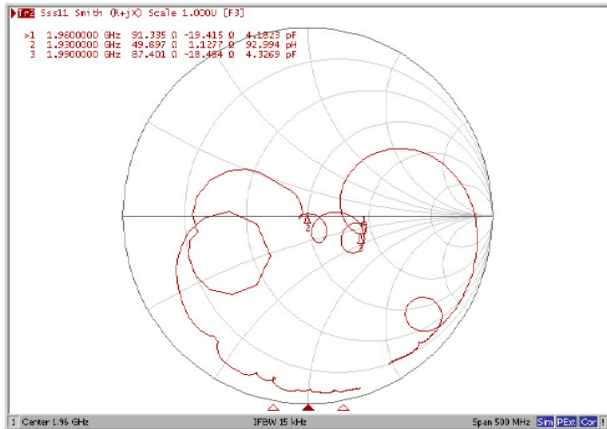 Tr2 Sss11 Smith (R+jX) Scale 1.000U [F3]
>1 1.9600000 GHz 91.335 Ω -19.415 Ω 4.1823 pF
2 1.9300000 GHz 49.897 Ω 1.1277 Ω 92.994 pH
3 1.9900000 GHz 87.401 Ω -18.484 Ω 4.3269 pF
1 Center 1.96 GHz IFBW 15 kHz Span 500 MHz Sim PExt Cor !